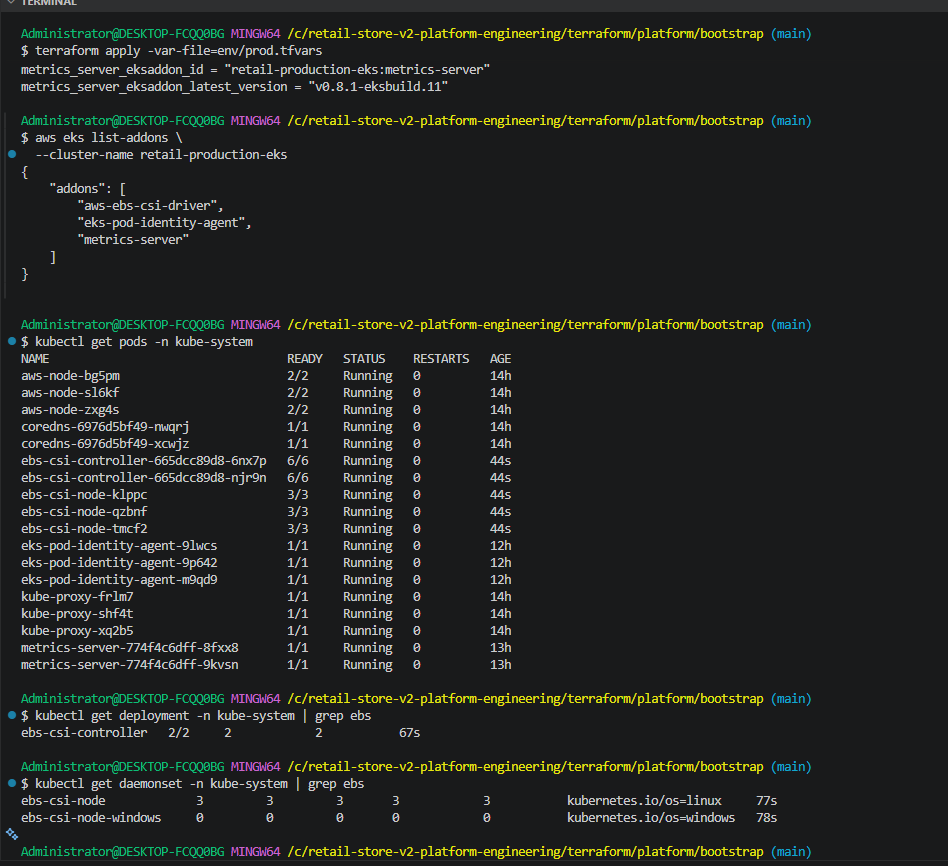 TERMINAL
Administrator@DESKTOP-FCQQ0BG MINGW64 /c/retail-store-v2-platform-engineering/terraform/platform/bootstrap (main)
$ terraform apply -var-file=env/prod.tfvars
metrics_server_eksaddon_id = "retail-production-eks:metrics-server"
metrics_server_eksaddon_latest_version = "v0.8.1-eksbuild.11"
Administrator@DESKTOP-FCQQ0BG MINGW64 /c/retail-store-v2-platform-engineering/terraform/platform/bootstrap (main)
$ aws eks list-addons \
  --cluster-name retail-production-eks
{
    "addons": [
        "aws-ebs-csi-driver",
        "eks-pod-identity-agent",
        "metrics-server"
    ]
}
Administrator@DESKTOP-FCQQ0BG MINGW64 /c/retail-store-v2-platform-engineering/terraform/platform/bootstrap (main)
$ kubectl get pods -n kube-system
NAME READY STATUS RESTARTS AGE
aws-node-bg5pm 2/2 Running 0 14h
aws-node-sl6kf 2/2 Running 0 14h
aws-node-zxg4s 2/2 Running 0 14h
coredns-6976d5bf49-nwqrj 1/1 Running 0 14h
coredns-6976d5bf49-xcwjz 1/1 Running 0 14h
ebs-csi-controller-665dcc89d8-6nx7p 6/6 Running 0 44s
ebs-csi-controller-665dcc89d8-njr9n 6/6 Running 0 44s
ebs-csi-node-klppc 3/3 Running 0 44s
ebs-csi-node-qzbnf 3/3 Running 0 44s
ebs-csi-node-tmcf2 3/3 Running 0 44s
eks-pod-identity-agent-9lwcs 1/1 Running 0 12h
eks-pod-identity-agent-9p642 1/1 Running 0 12h
eks-pod-identity-agent-m9qd9 1/1 Running 0 12h
kube-proxy-frlm7 1/1 Running 0 14h
kube-proxy-shf4t 1/1 Running 0 14h
kube-proxy-xq2b5 1/1 Running 0 14h
metrics-server-774f4c6dff-8fxx8 1/1 Running 0 13h
metrics-server-774f4c6dff-9kvsn 1/1 Running 0 13h
Administrator@DESKTOP-FCQQ0BG MINGW64 /c/retail-store-v2-platform-engineering/terraform/platform/bootstrap (main)
$ kubectl get deployment -n kube-system | grep ebs
ebs-csi-controller 2/2 2 2 67s
Administrator@DESKTOP-FCQQ0BG MINGW64 /c/retail-store-v2-platform-engineering/terraform/platform/bootstrap (main)
$ kubectl get daemonset -n kube-system | grep ebs
ebs-csi-node 3 3 3 3 3 kubernetes.io/os=linux 77s
ebs-csi-node-windows 0 0 0 0 0 kubernetes.io/os=windows 78s
Administrator@DESKTOP-FCQQ0BG MINGW64 /c/retail-store-v2-platform-engineering/terraform/platform/bootstrap (main)